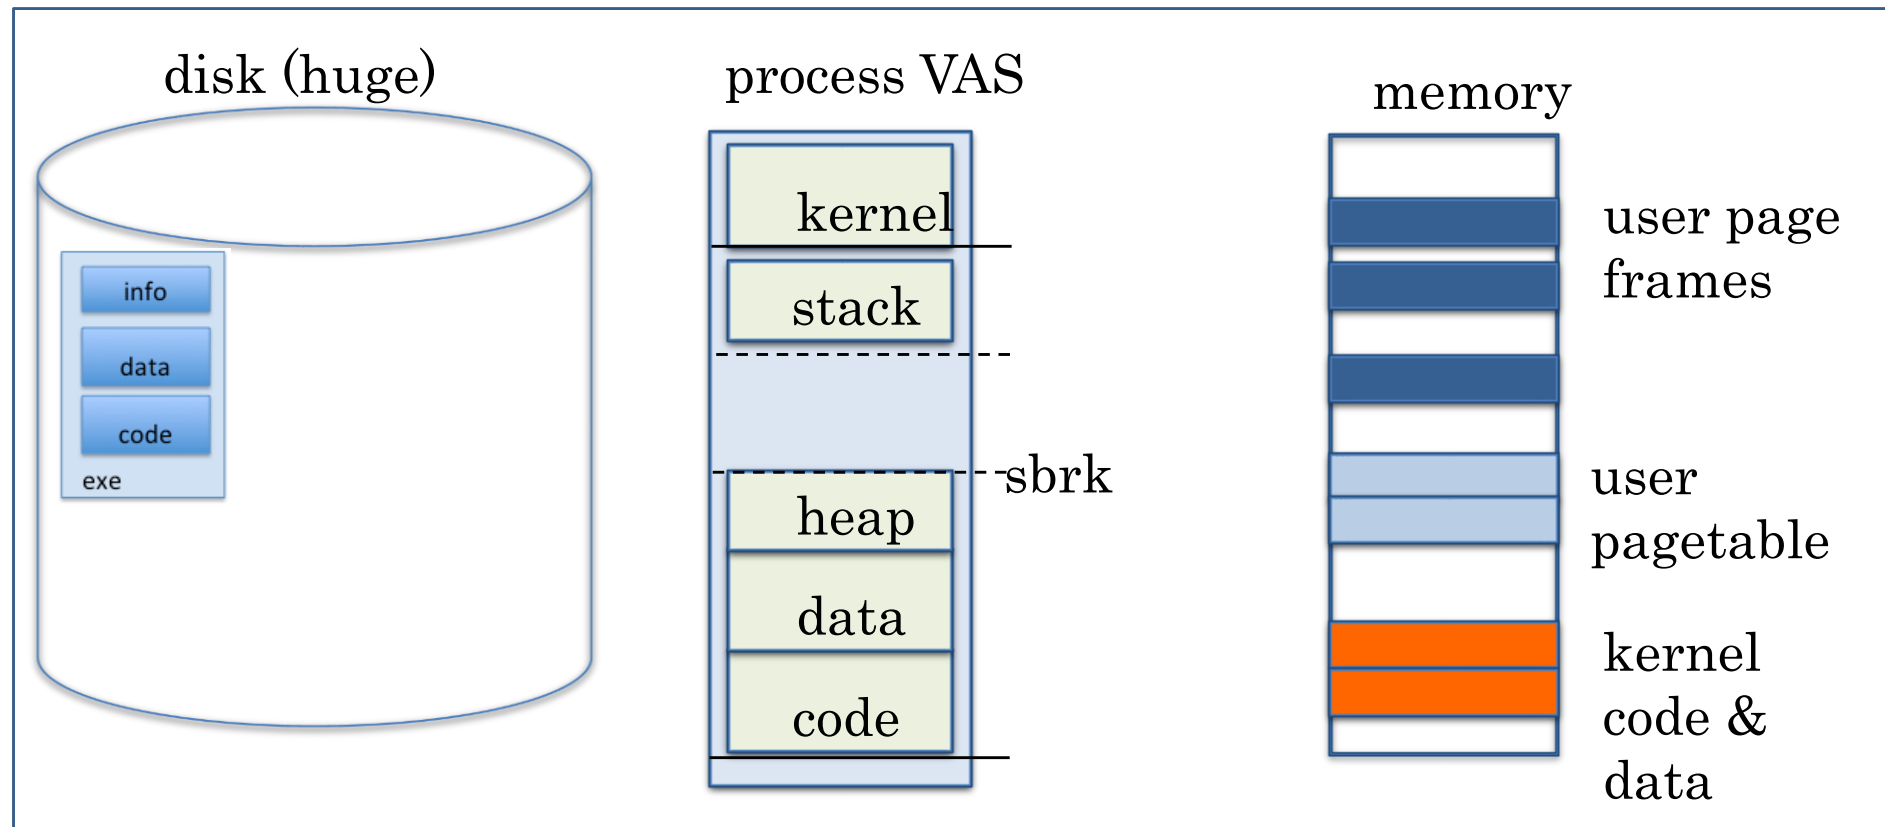 disk (huge)
info
data
code
exe
process VAS
kernel
stack
sbrk
heap
data
code
memory
user page
frames
user
pagetable
kernel
code &
data